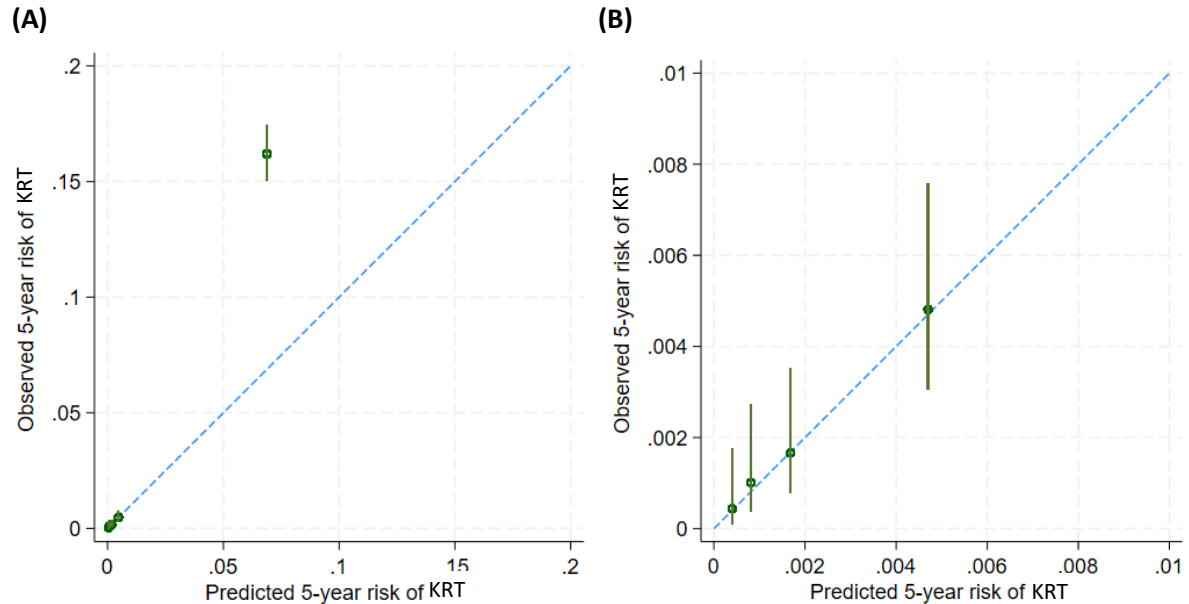 (A)
Observed 5-year risk of KRT
.2
.15
.1
.05
0
0 .05 .1 .15 .2
Predicted 5-year risk of KRT
(B)
Observed 5-year risk of KRT
.01
.008
.006
.004
.002
0
0 .002 .004 .006 .008 .01
Predicted 5-year risk of KRT